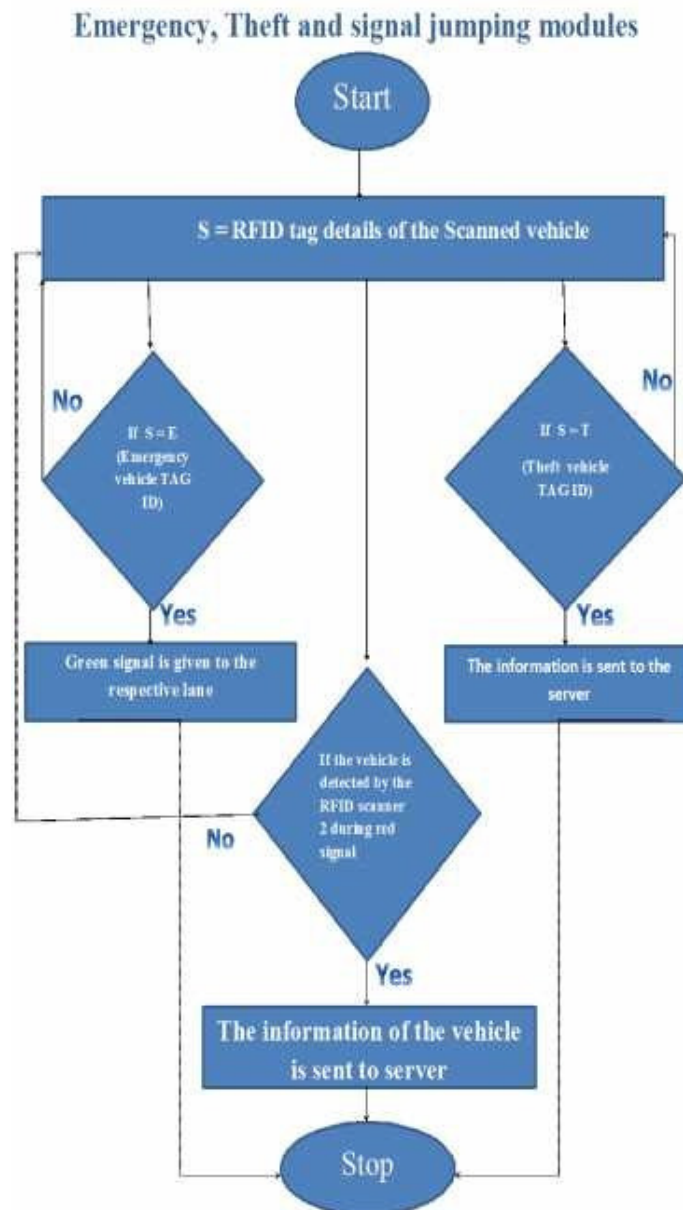 Emergency, Theft and signal jumping modules
Start
S = RFID tag details of the Scanned vehicle
No
If S = E
(Emergency
vehicle TAG
ID)
Yes
Green signal is given to the
respective lane
No
If S = T
(Theft vehicle
TAG ID)
Yes
The information is sent to the
server
If the vehicle is
detected by the
RFID scanner
2 during red
signal
No
Yes
The information of the vehicle
is sent to server
Stop